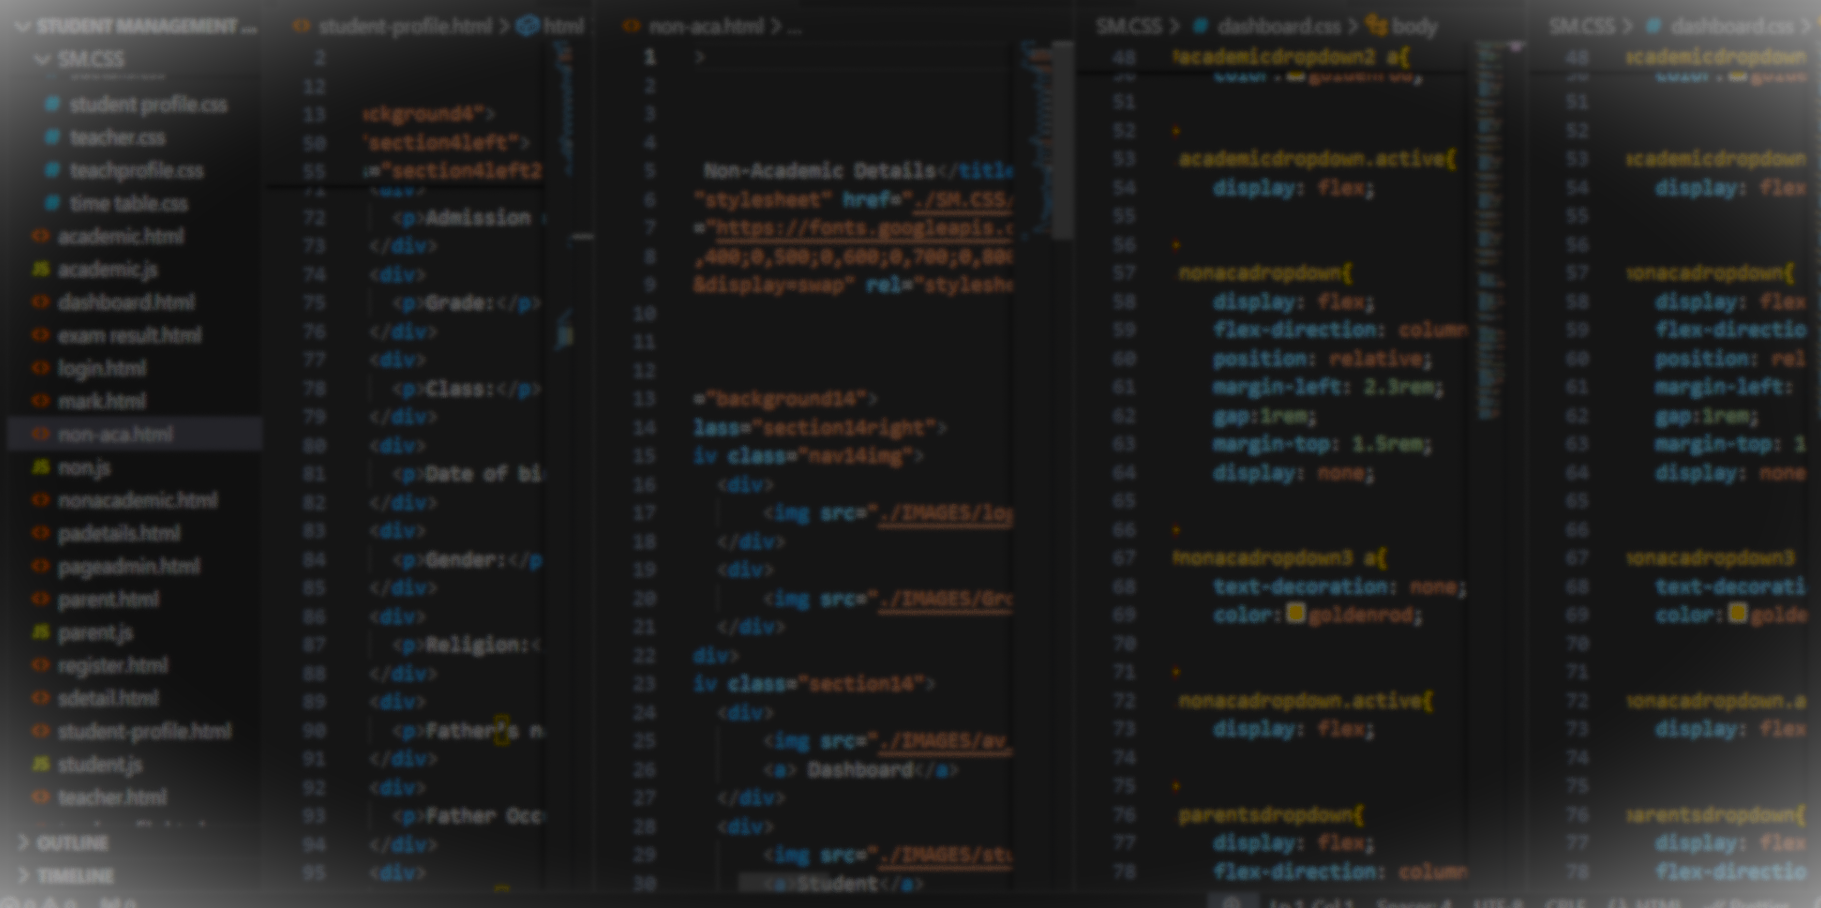 STUDENT MANAGEMENT ...
SM.CSS
student profile.css
teacher.css
teachprofile.css
time table.css
academic.html
academic.js
dashboard.html
exam result.html
login.html
mark.html
non-aca.html
non.js
nonacademic.html
padetails.html
pageadmin.html
parent.html
parent.js
register.html
sdetail.html
student-profile.html
student.js
teacher.html
OUTLINE
TIMELINE
student-profile.html > html
2
12
13 ckground4">
50 "section4left">
55 ="section4left2
72 <p>Admission
73 </div>
74 <div>
75 <p>Grade:</p>
76 </div>
77 <div>
78 <p>Class:</p>
79 </div>
80 <div>
81 <p>Date of bi
82 </div>
83 <div>
84 <p>Gender:</p
85 </div>
86 <div>
87 <p>Religion:<
88 </div>
89 <div>
90 <p>Father's n
91 </div>
92 <div>
93 <p>Father Occ
94 </div>
95 <div>
non-aca.html > ...
1 >
2
3
4
5 Non-Academic Details</title
6 "stylesheet" href="./SM.CSS/
7 ="https://fonts.googleapis.c
8 ,400;0,500;0,600;0,700;0,800
9 &display=swap" rel="styleshe
10
11
12
13 ="background14">
14 lass="section14right">
15 iv class="nav14img">
16 <div>
17 <img src="./IMAGES/log
18 </div>
19 <div>
20 <img src="./IMAGES/Gro
21 </div>
22 div>
23 iv class="section14">
24 <div>
25 <img src="./IMAGES/av
26 <a> Dashboard</a>
27 </div>
28 <div>
29 <img src="./IMAGES/stu
30 <a>Student</a>
SM.CSS > dashboard.css > body
48 #academicdropdown2 a{
color: goldenrod;
51
52
53 .academicdropdown.active{
54 display: flex;
55
56
57 .nonacadropdown{
58 display: flex;
59 flex-direction: column
60 position: relative;
61 margin-left: 2.3rem;
62 gap:1rem;
63 margin-top: 1.5rem;
64 display: none;
65
66
67 #nonacadropdown3 a{
68 text-decoration: none;
69 color: goldenrod;
70
71
72 .nonacadropdown.active{
73 display: flex;
74
75
76 .parentsdropdown{
77 display: flex;
78 flex-direction: column
SM.CSS > dashboard.css >
48 academicdropdown
51
52
53 academicdropdown
54 display: flex
55
56
57 nonacadropdown{
58 display: flex
59 flex-directio
60 position: rel
61 margin-left:
62 gap:1rem;
63 margin-top: 1
64 display: none
65
66
67 nonacadropdown3
68 text-decorati
69 color: golde
70
71
72 nonacadropdown.a
73 display: flex
74
75
76 parentsdropdown{
77 display: flex
78 flex-directio